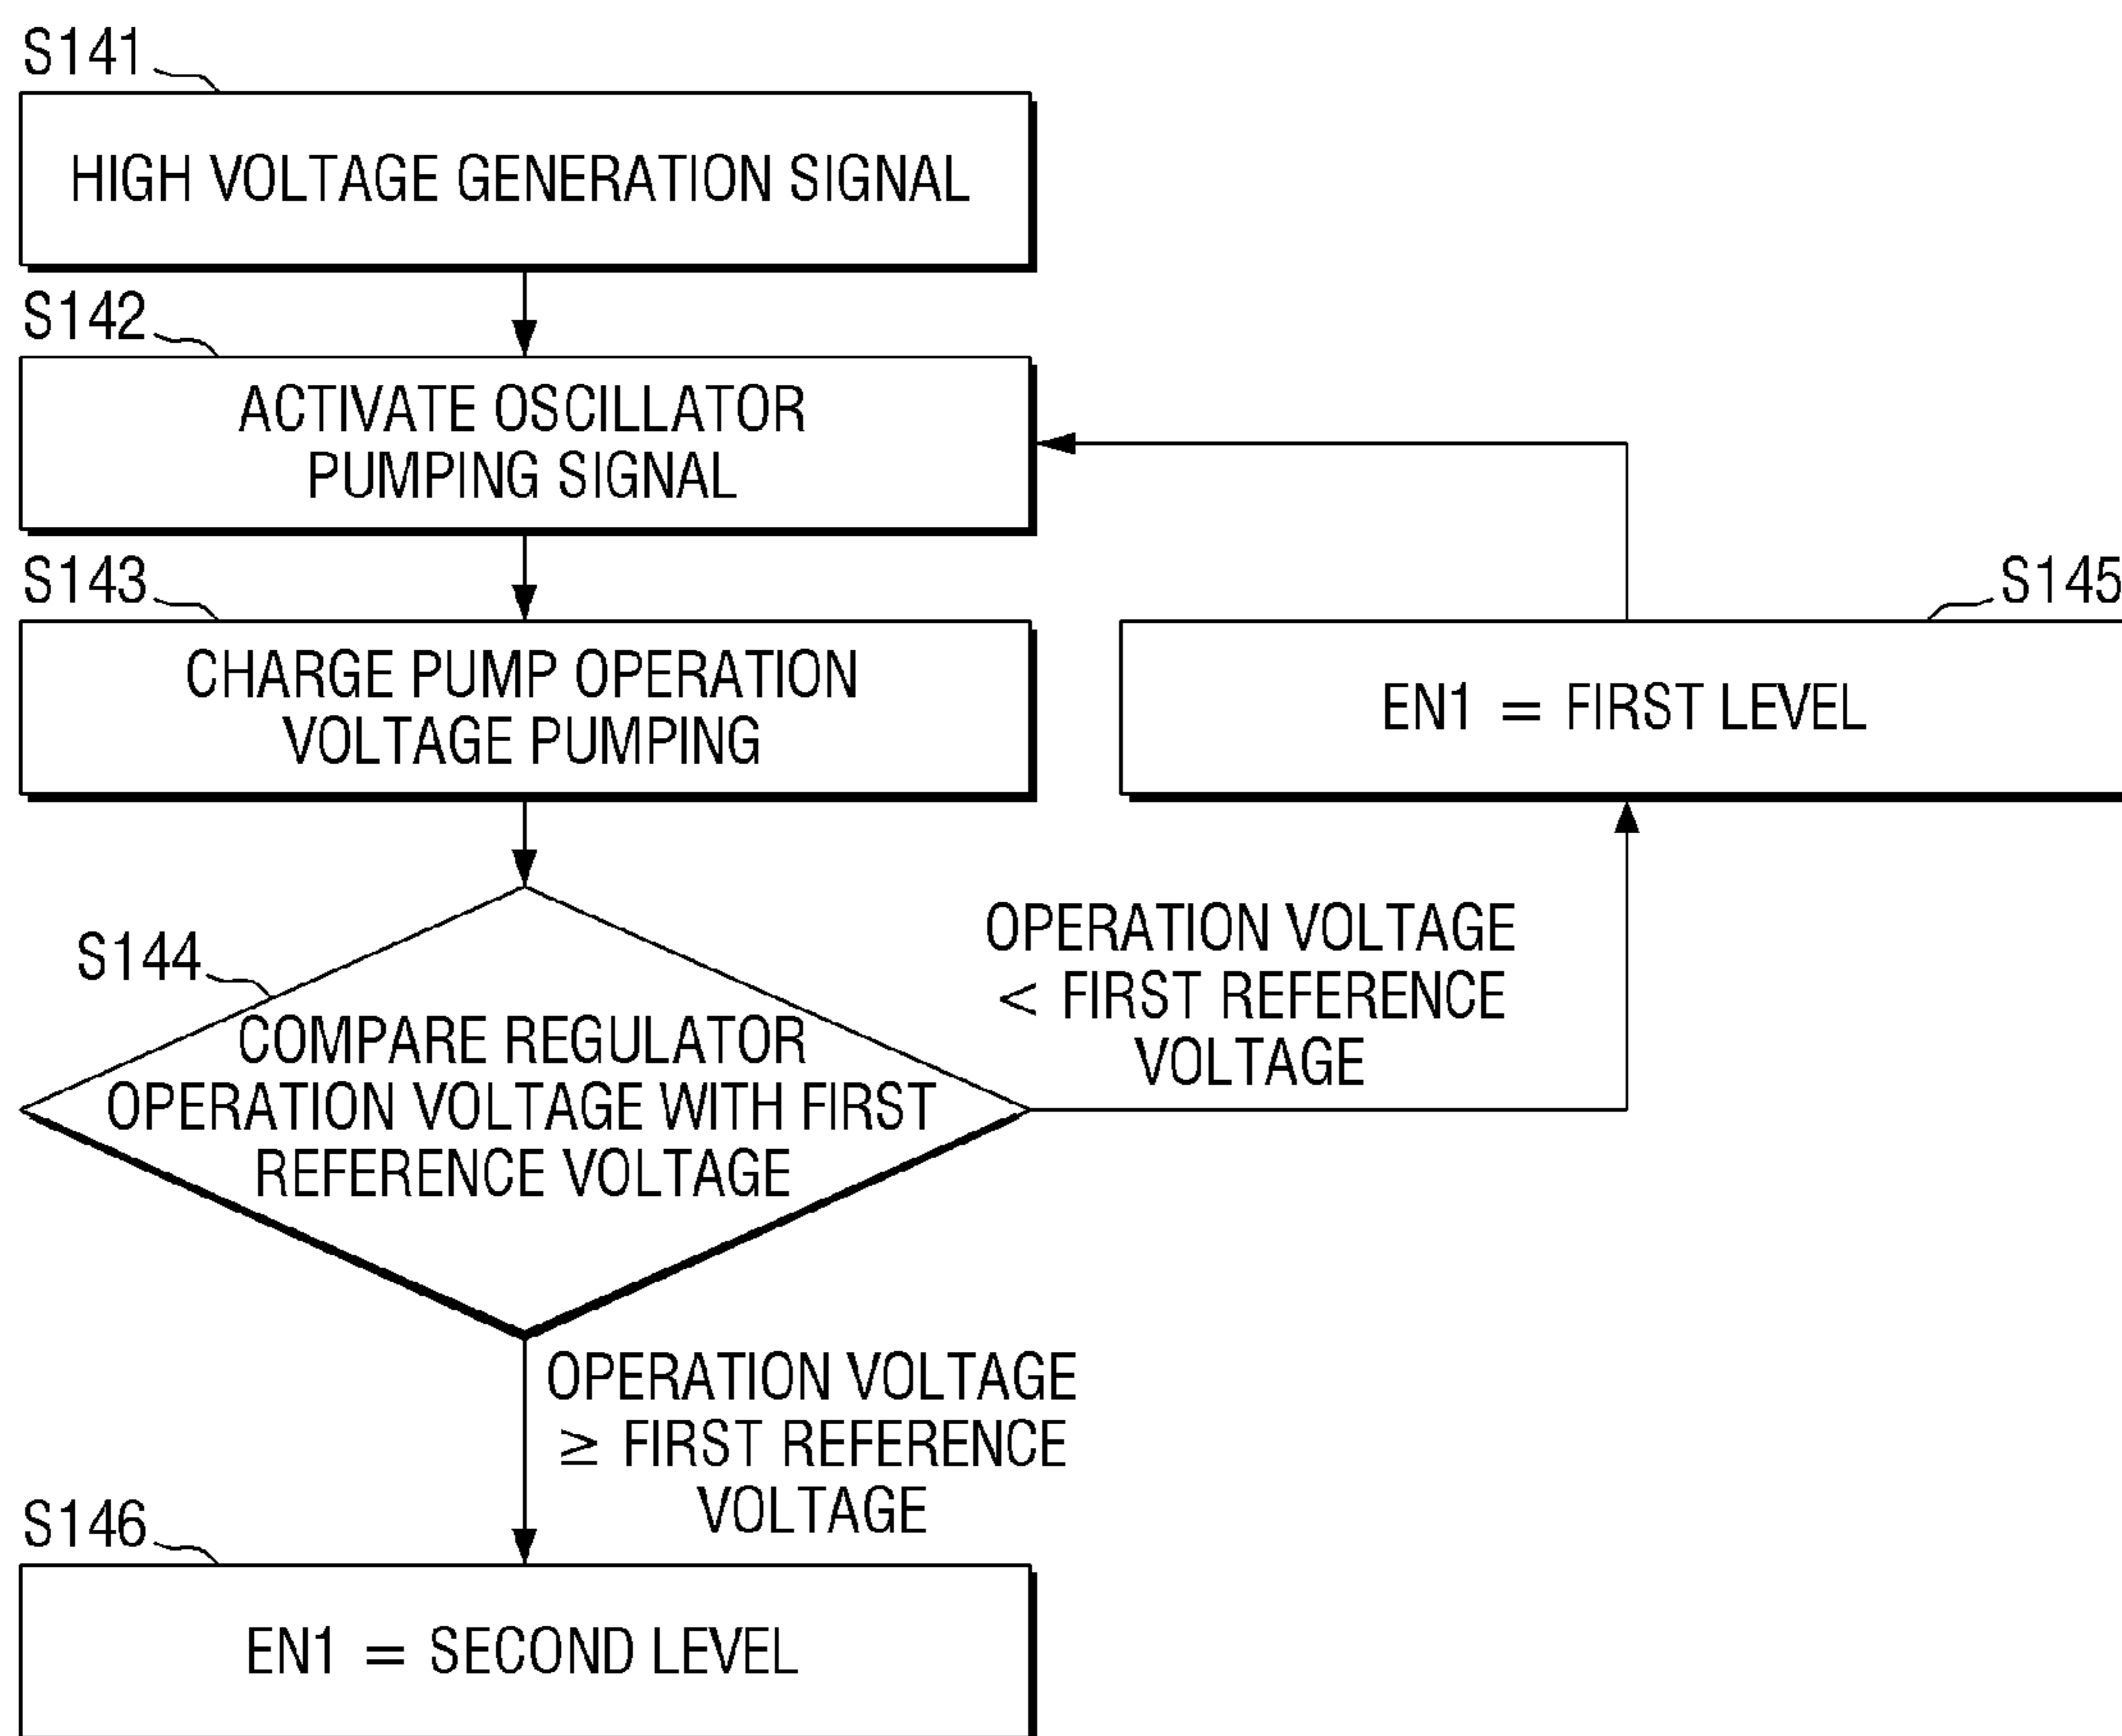 S141
HIGH VOLTAGE GENERATION SIGNAL
S142
ACTIVATE OSCILLATOR
PUMPING SIGNAL
S143
CHARGE PUMP OPERATION
VOLTAGE PUMPING
S145
EN1 = FIRST LEVEL
S144
COMPARE REGULATOR
OPERATION VOLTAGE WITH FIRST
REFERENCE VOLTAGE
OPERATION VOLTAGE
< FIRST REFERENCE
VOLTAGE
OPERATION VOLTAGE
≥ FIRST REFERENCE
VOLTAGE
S146
EN1 = SECOND LEVEL